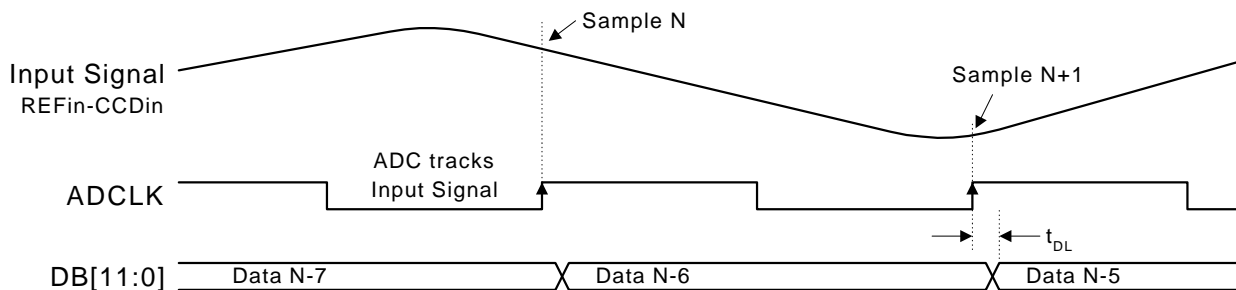 Sample N
Input Signal
REFin-CCDin
Sample N+1
ADC tracks
Input Signal
ADCLK
tDL
DB[11:0]
Data N-7
Data N-6
Data N-5